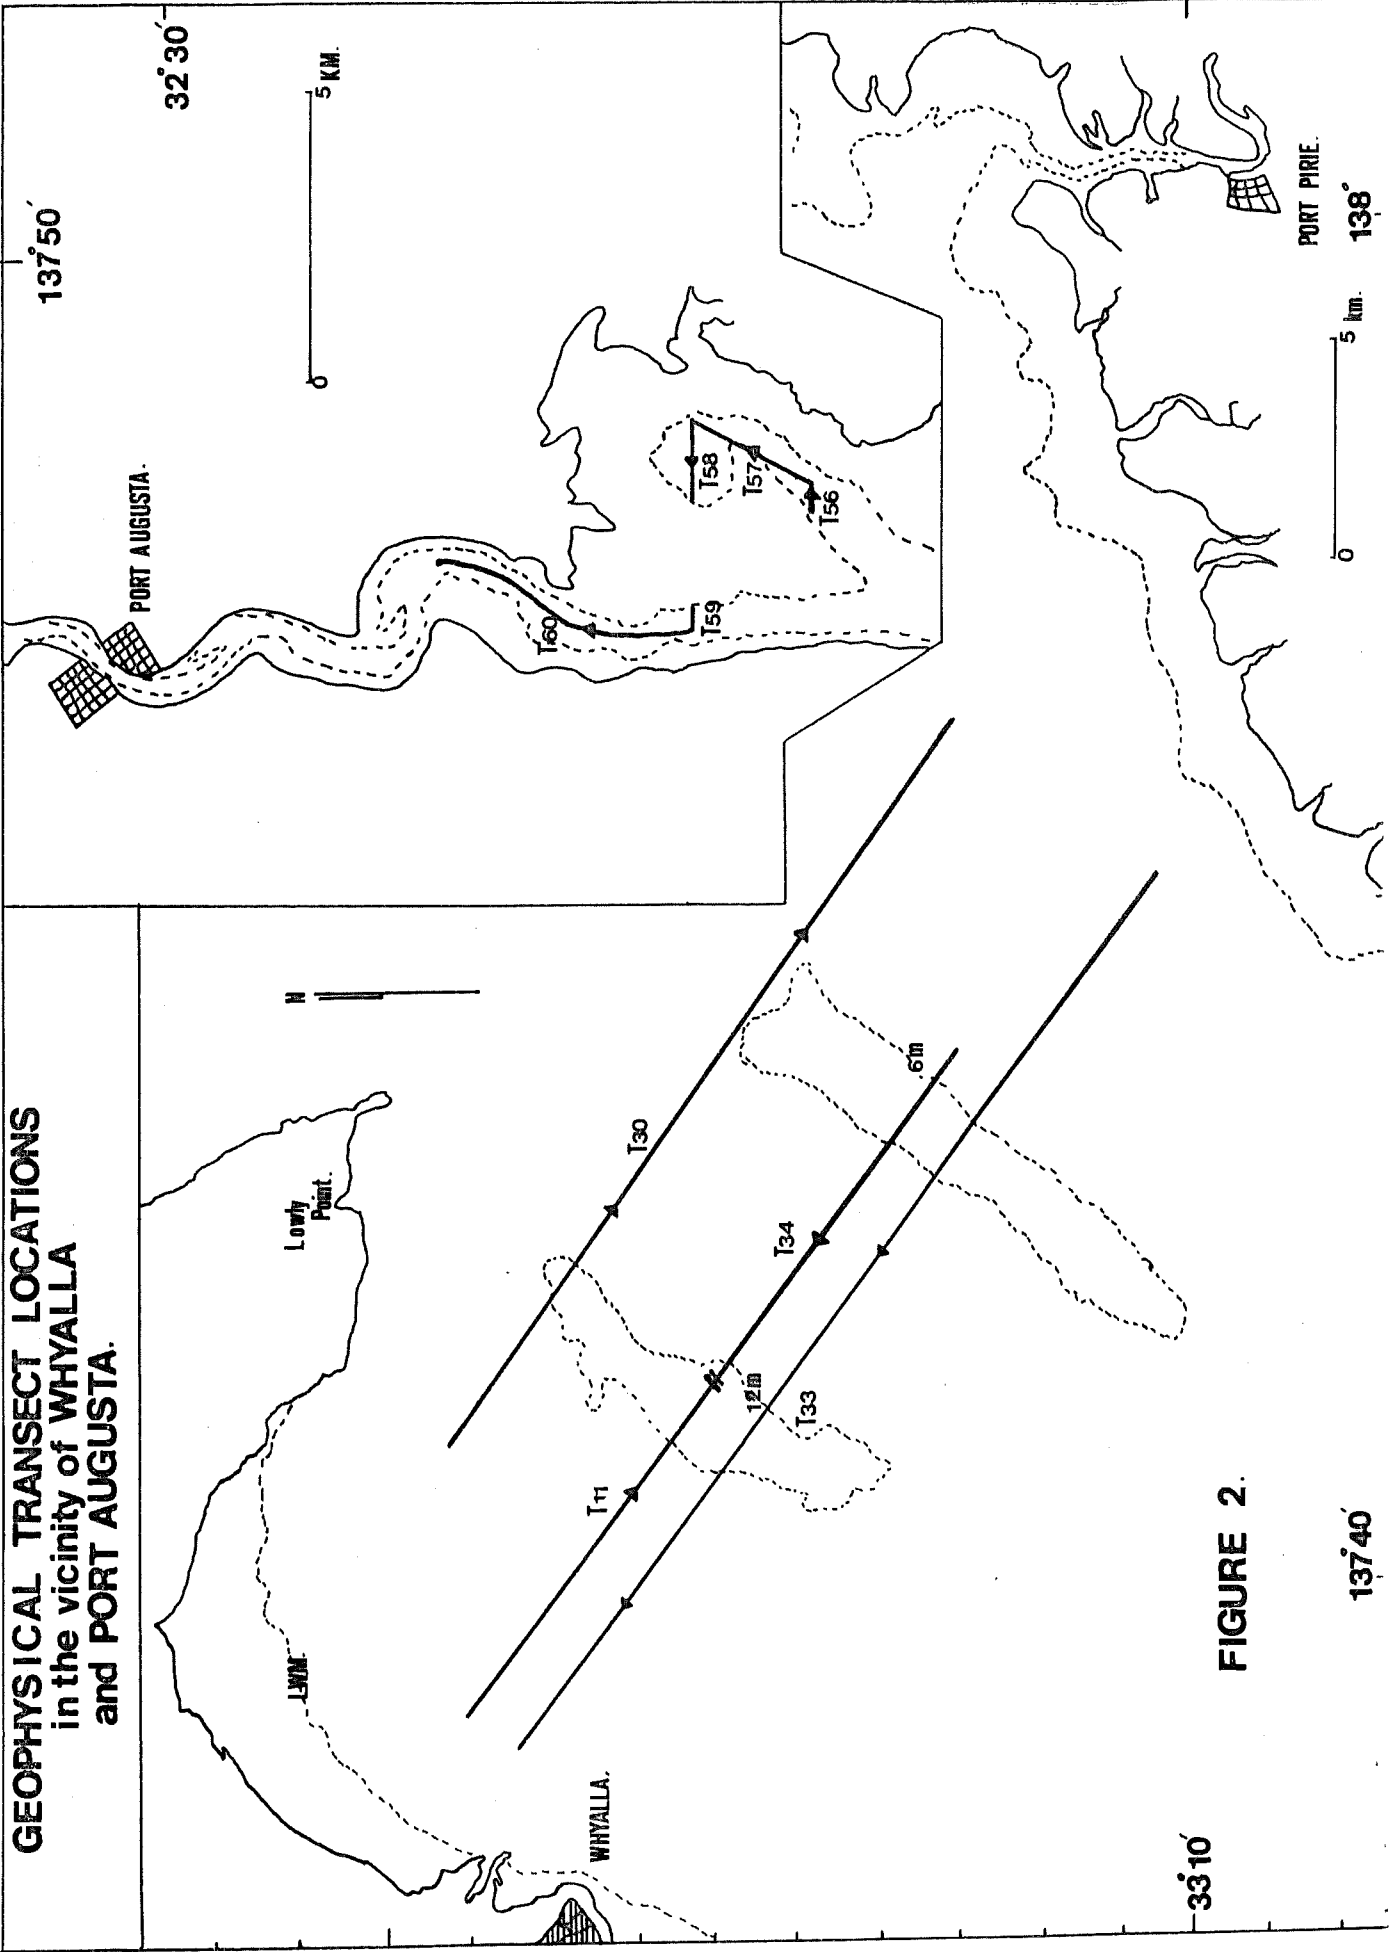 GEOPHYSICAL TRANSECT LOCATIONS
in the vicinity of WHYALLA
and PORT AUGUSTA.
137°50′
32°30′
PORT AUGUSTA.
0 5 KM.
T60
T59
T58
T57
T56
N
Lowly
Point.
LWM.
WHYALLA.
T30
T11
T34
T33
12m
6m
PORT PIRIE.
0 5 km.
33°10′
137°40′
138°
FIGURE 2.